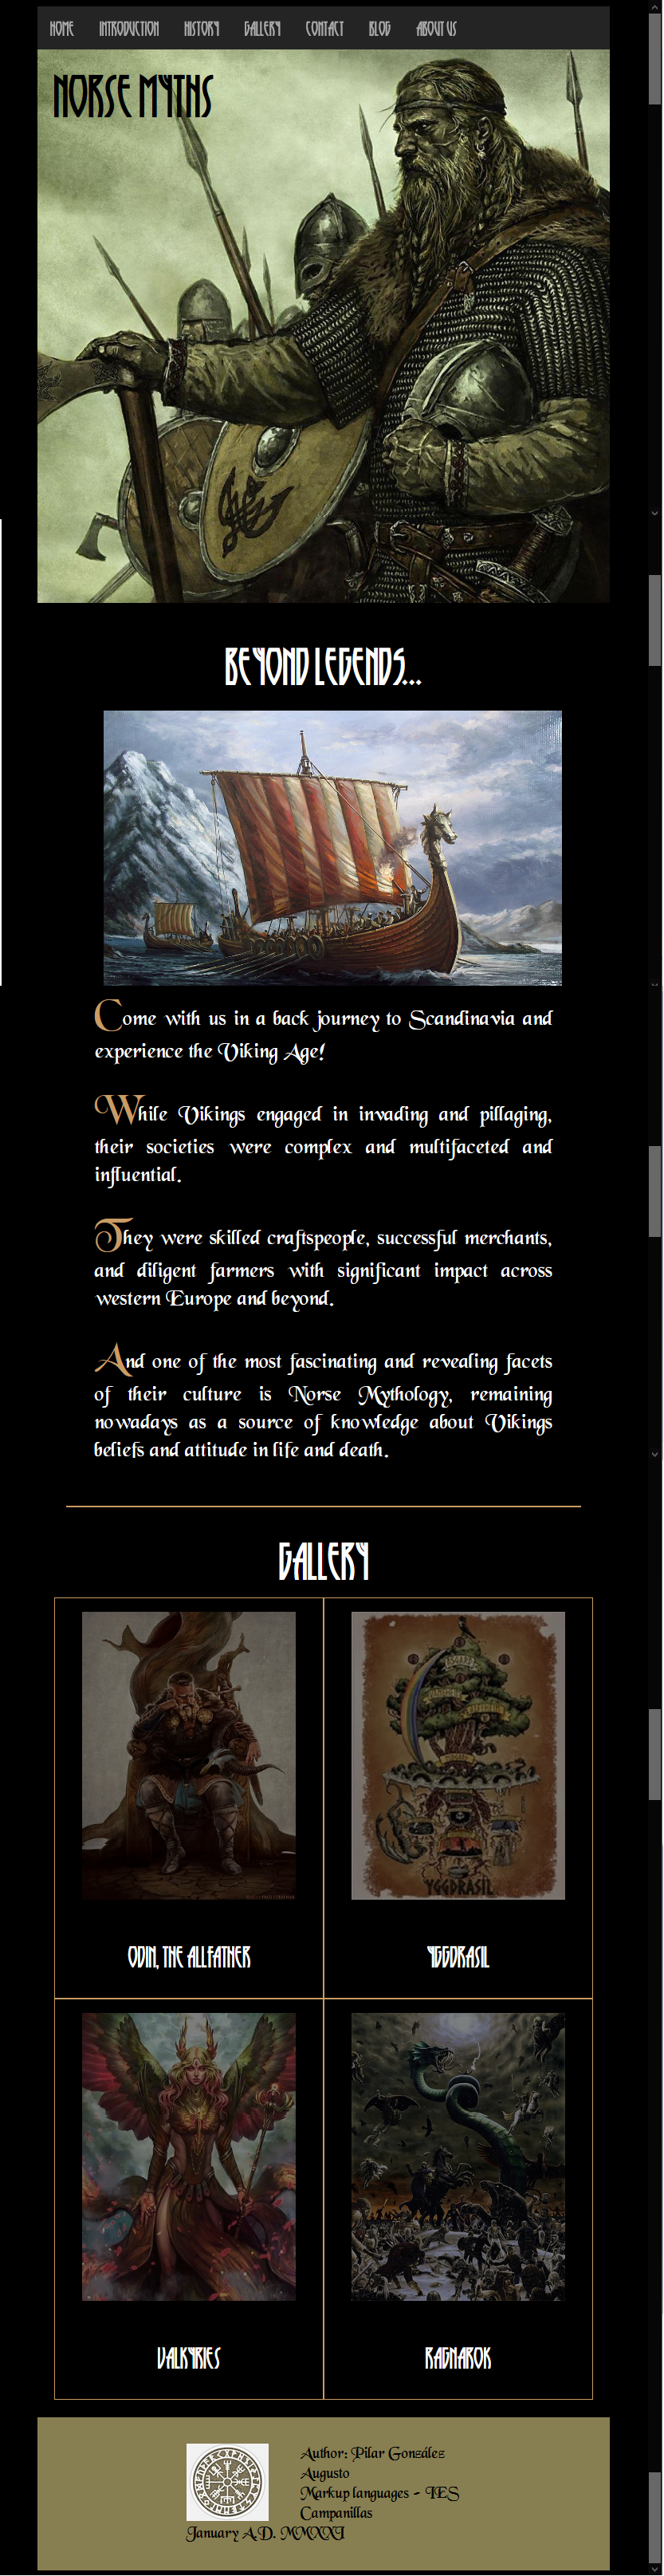 HOME INTRODUCTION HISTORY GALLERY CONTACT BLOG ABOUT US
NORSE MYTHS
BEYOND LEGENDS...
Come with us in a back journey to Scandinavia and
experience the Viking Age!
While Vikings engaged in invading and pillaging,
their societies were complex and multifaceted and
influential.
They were skilled craftspeople, successful merchants,
and diligent farmers with significant impact across
western Europe and beyond.
And one of the most fascinating and revealing facets
of their culture is Norse Mythology, remaining
nowadays as a source of knowledge about Vikings
beliefs and attitude in life and death.
GALLERY
ASGARD
YGGDRASIL
ODIN, THE ALLFATHER
YGGDRASIL
VALKYRIES
RAGNAROK
Author: Pilar González
Augusto
Markup languages - IES
Campanillas
January A.D. MMXXI